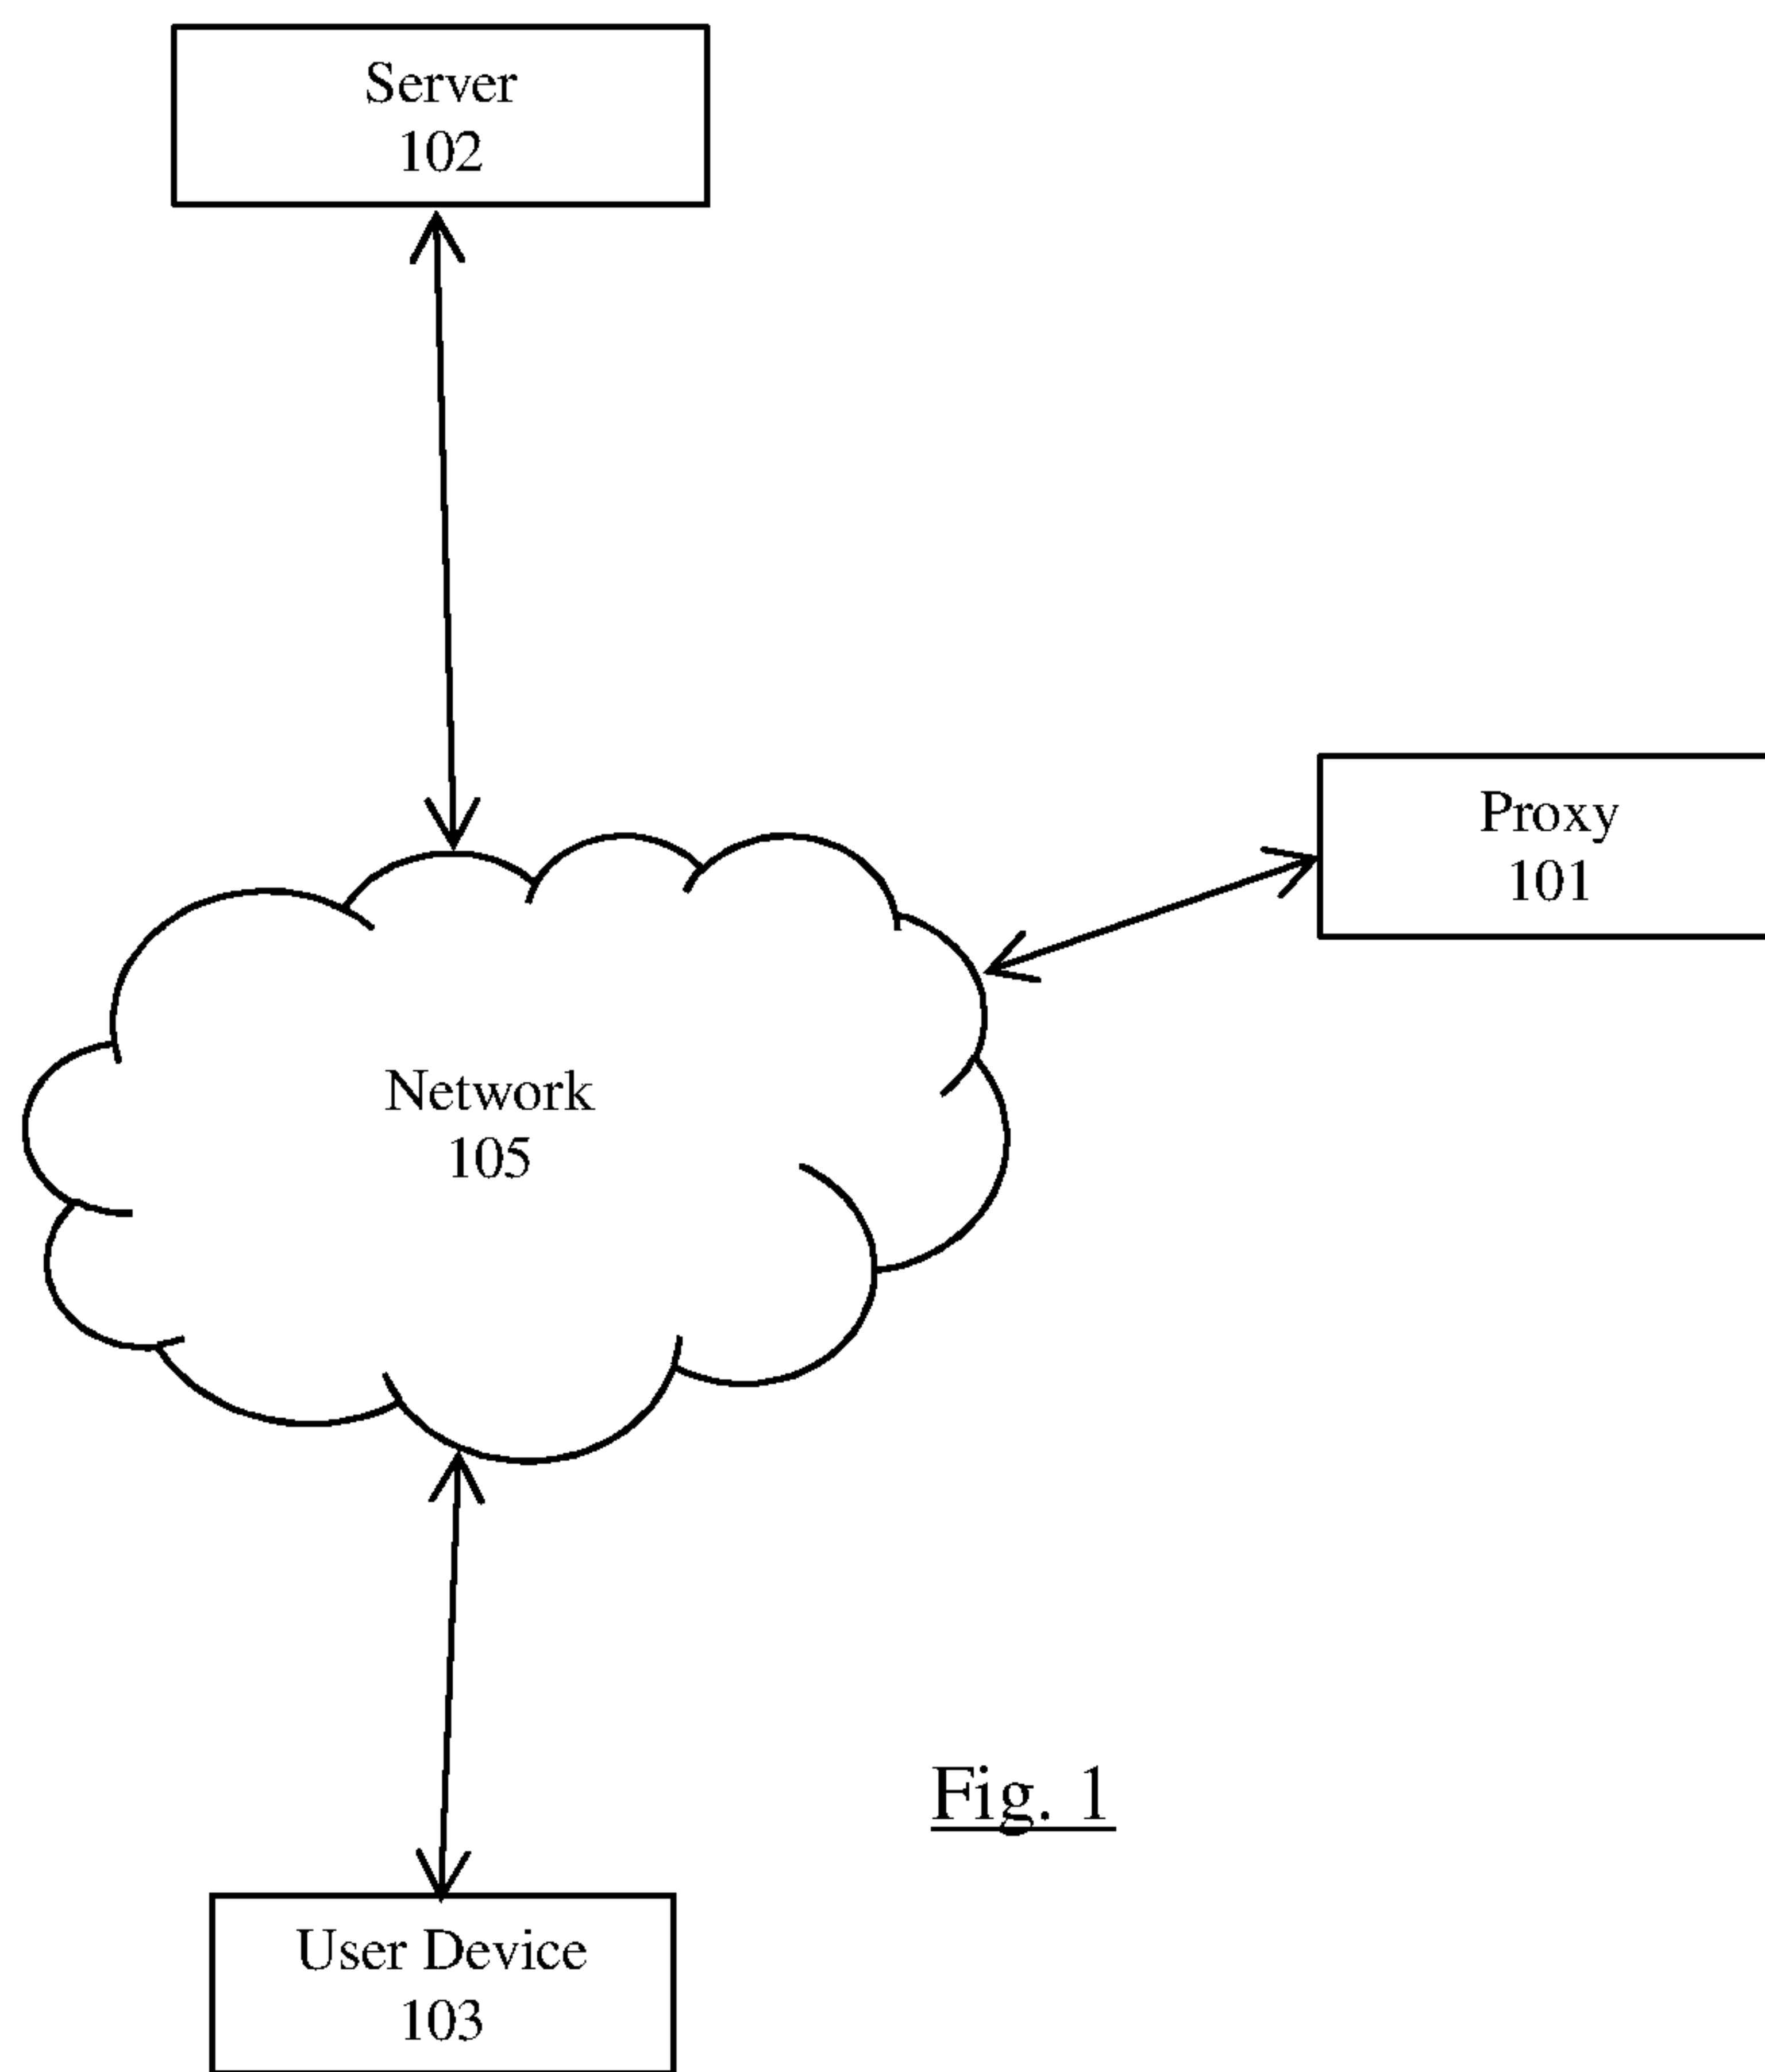 Server
102
Proxy
101
Network
105
Fig. 1
User Device
103